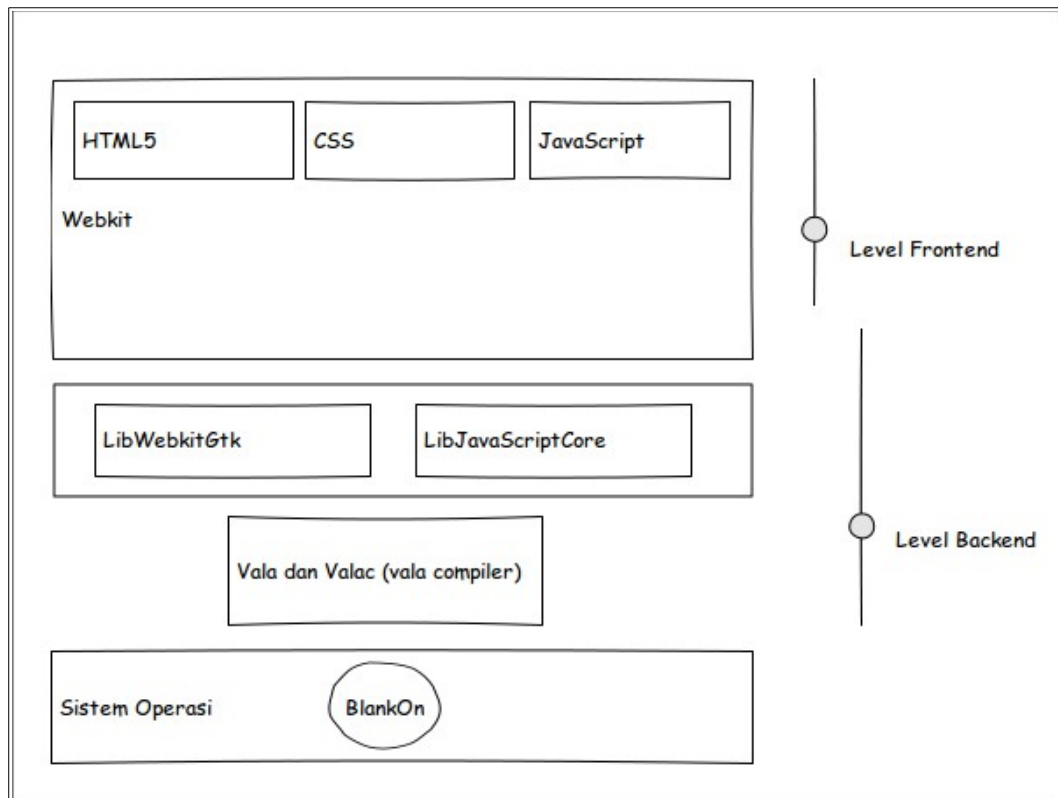 HTML5
CSS
JavaScript
Webkit
Level Frontend
LibWebkitGtk
LibJavaScriptCore
Level Backend
Vala dan Valac (vala compiler)
Sistem Operasi
BlankOn